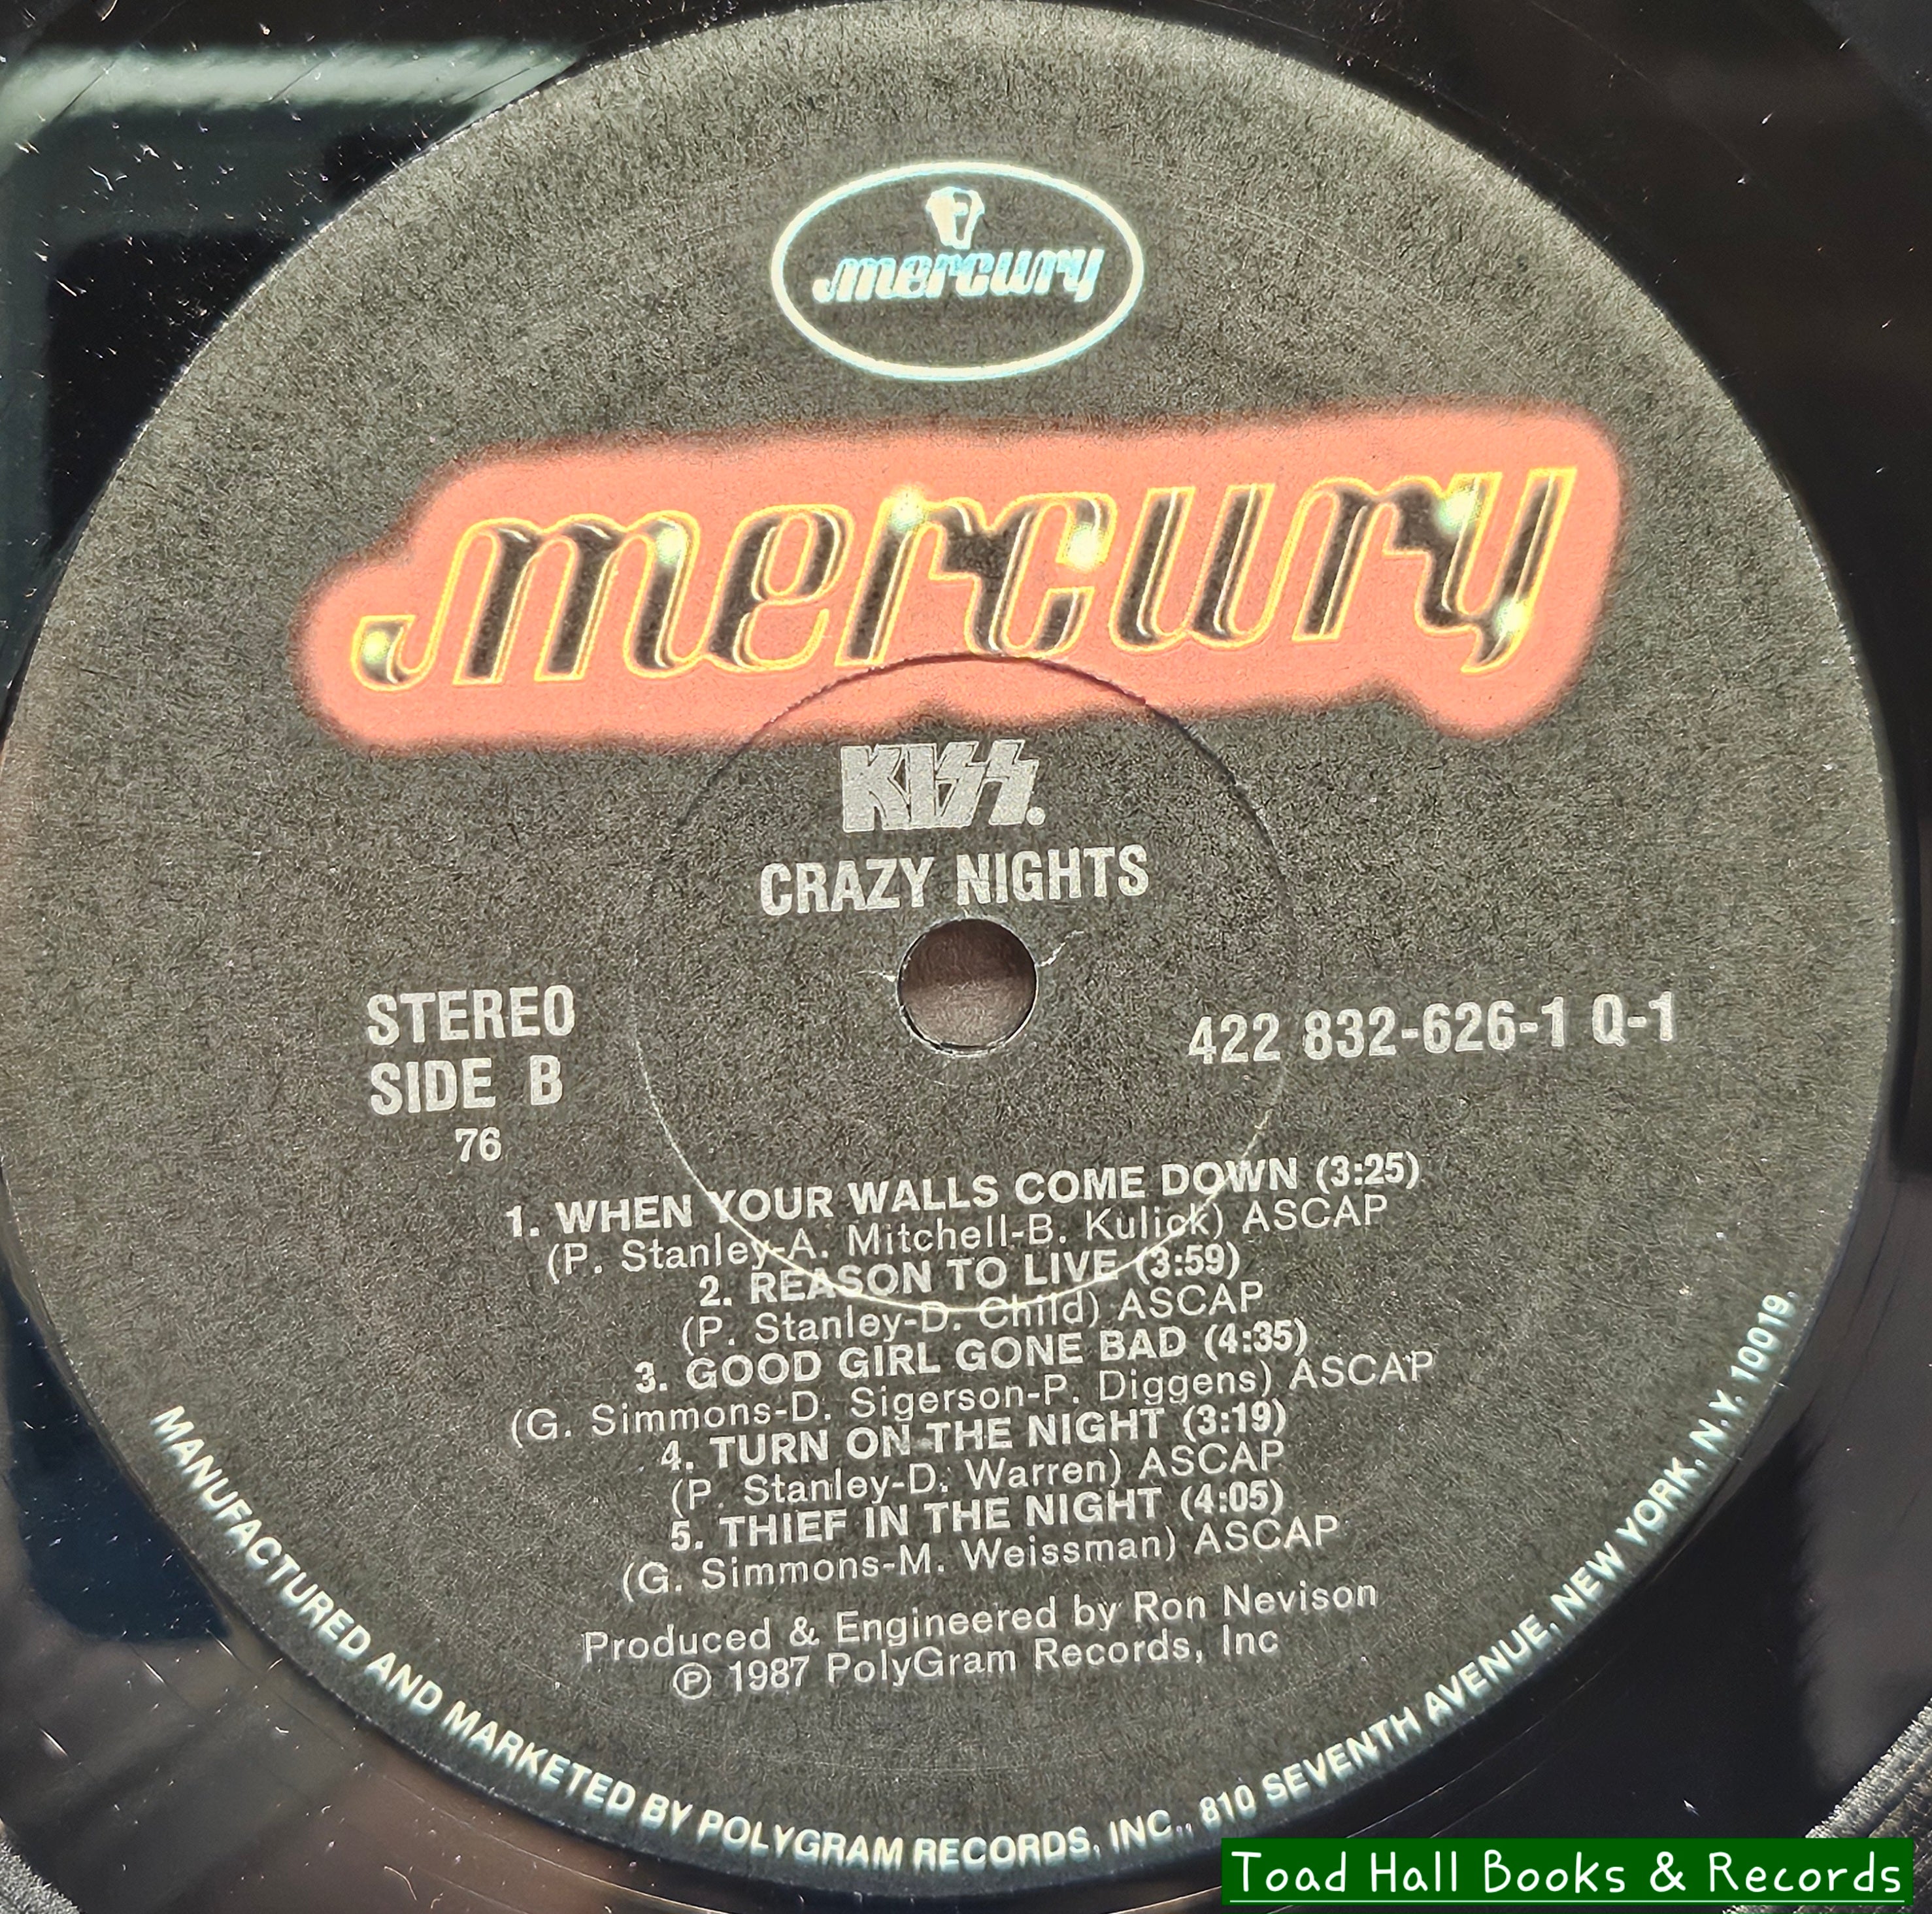 mercury
mercury
KISS.
CRAZY NIGHTS
STEREO
SIDE B
76
422 832-626-1 Q-1
1. WHEN YOUR WALLS COME DOWN (3:25)
(P. Stanley-A. Mitchell-B. Kulick) ASCAP
2. REASON TO LIVE (3:59)
(P. Stanley-D. Child) ASCAP
3. GOOD GIRL GONE BAD (4:35)
(G. Simmons-D. Sigerson-P. Diggens) ASCAP
4. TURN ON THE NIGHT (3:19)
(P. Stanley-D. Warren) ASCAP
5. THIEF IN THE NIGHT (4:05)
(G. Simmons-M. Weissman) ASCAP
Produced & Engineered by Ron Nevison
℗ 1987 PolyGram Records, Inc
MANUFACTURED AND MARKETED BY POLYGRAM RECORDS, INC., 810 SEVENTH AVENUE, NEW YORK, N.Y. 10019.
Toad Hall Books & Records